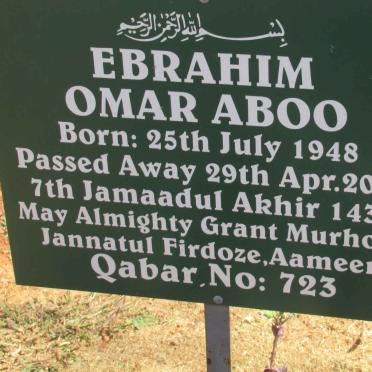 بسم الله الرحمن الرحيم
EBRAHIM
OMAR ABOO
Born: 25th July 1948
Passed Away 29th Apr.20
7th Jamaadul Akhir 143
May Almighty Grant Murho
Jannatul Firdoze, Aameen
Qabar, No: 723